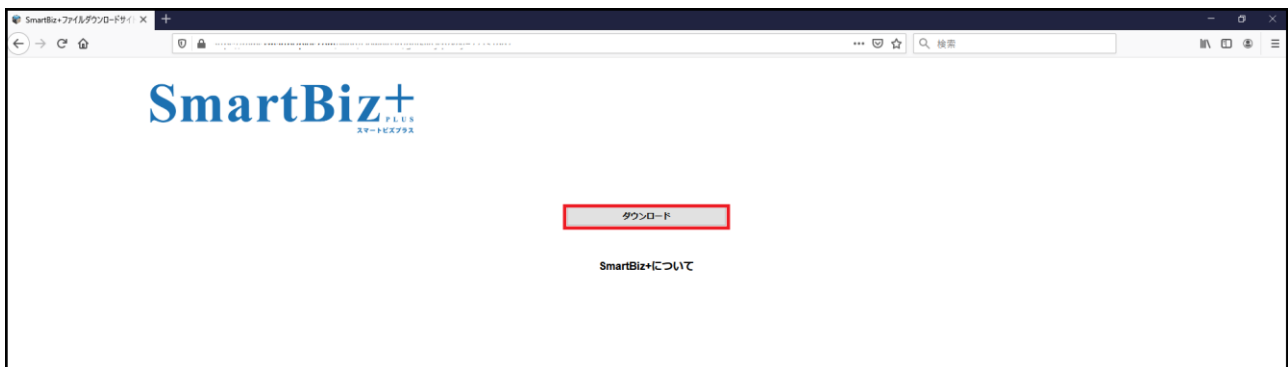 SmartBiz+ファイルダウンロードサイ
検索
SmartBiz+
PLUS
スマートビズプラス
ダウンロード
SmartBiz+について